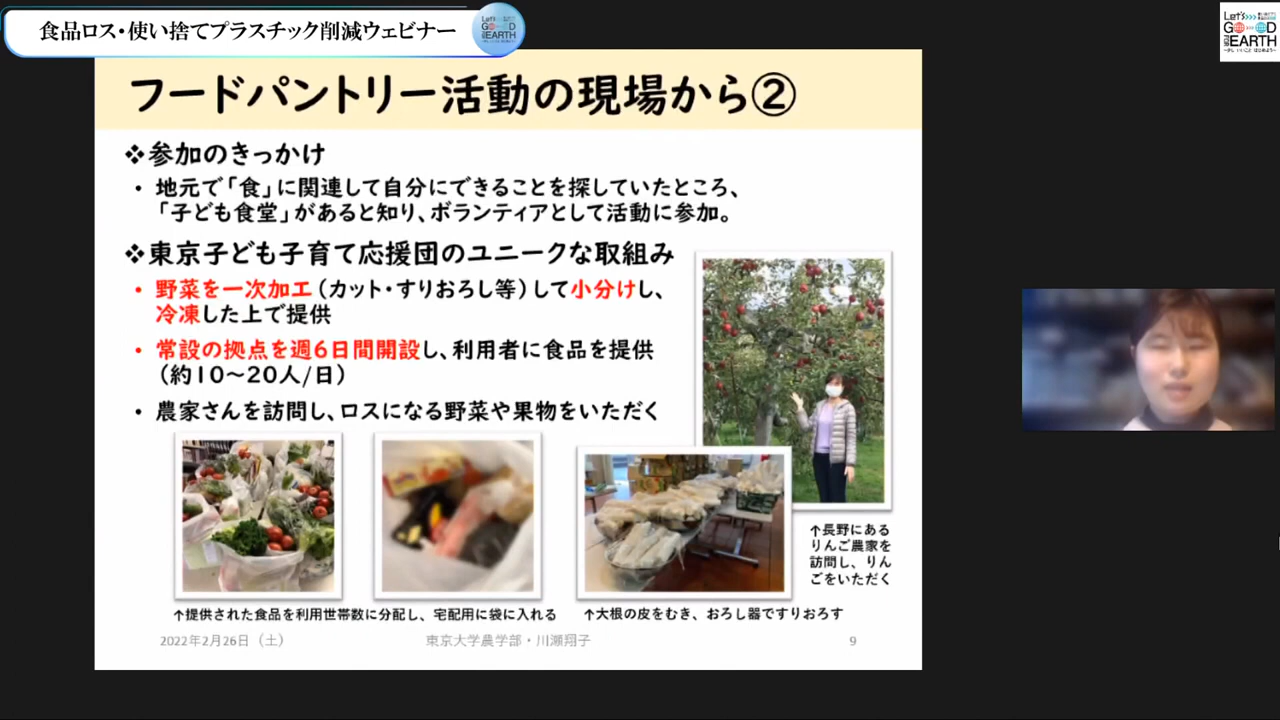 食品ロス・使い捨てプラスチック削減ウェビナー
Let's
GOOD
FOR EARTH
フードパントリー活動の現場から②
❖参加のきっかけ
• 地元で「食」に関連して自分にできることを探していたところ、
「子ども食堂」があると知り、ボランティアとして活動に参加。
❖東京子ども子育て応援団のユニークな取組み
• 野菜を一次加工（カット・すりおろし等）して小分けし、
冷凍した上で提供
• 常設の拠点を週6日間開設し、利用者に食品を提供
（約10～20人/日）
• 農家さんを訪問し、ロスになる野菜や果物をいただく
↑長野にある
りんご農家を
訪問し、りん
ごをいただく
↑提供された食品を利用世帯数に分配し、宅配用に袋に入れる
↑大根の皮をむき、おろし器ですりおろす
2022年2月26日（土）
東京大学農学部・川瀬翔子
9